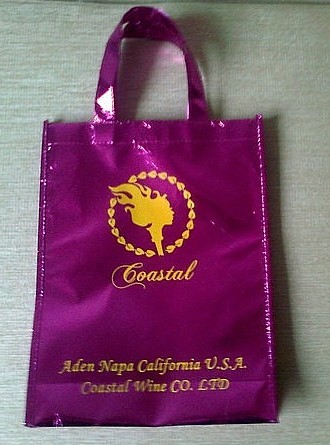 Coastal
Aden Napa California U.S.A.
Coastal Wine CO. LTD